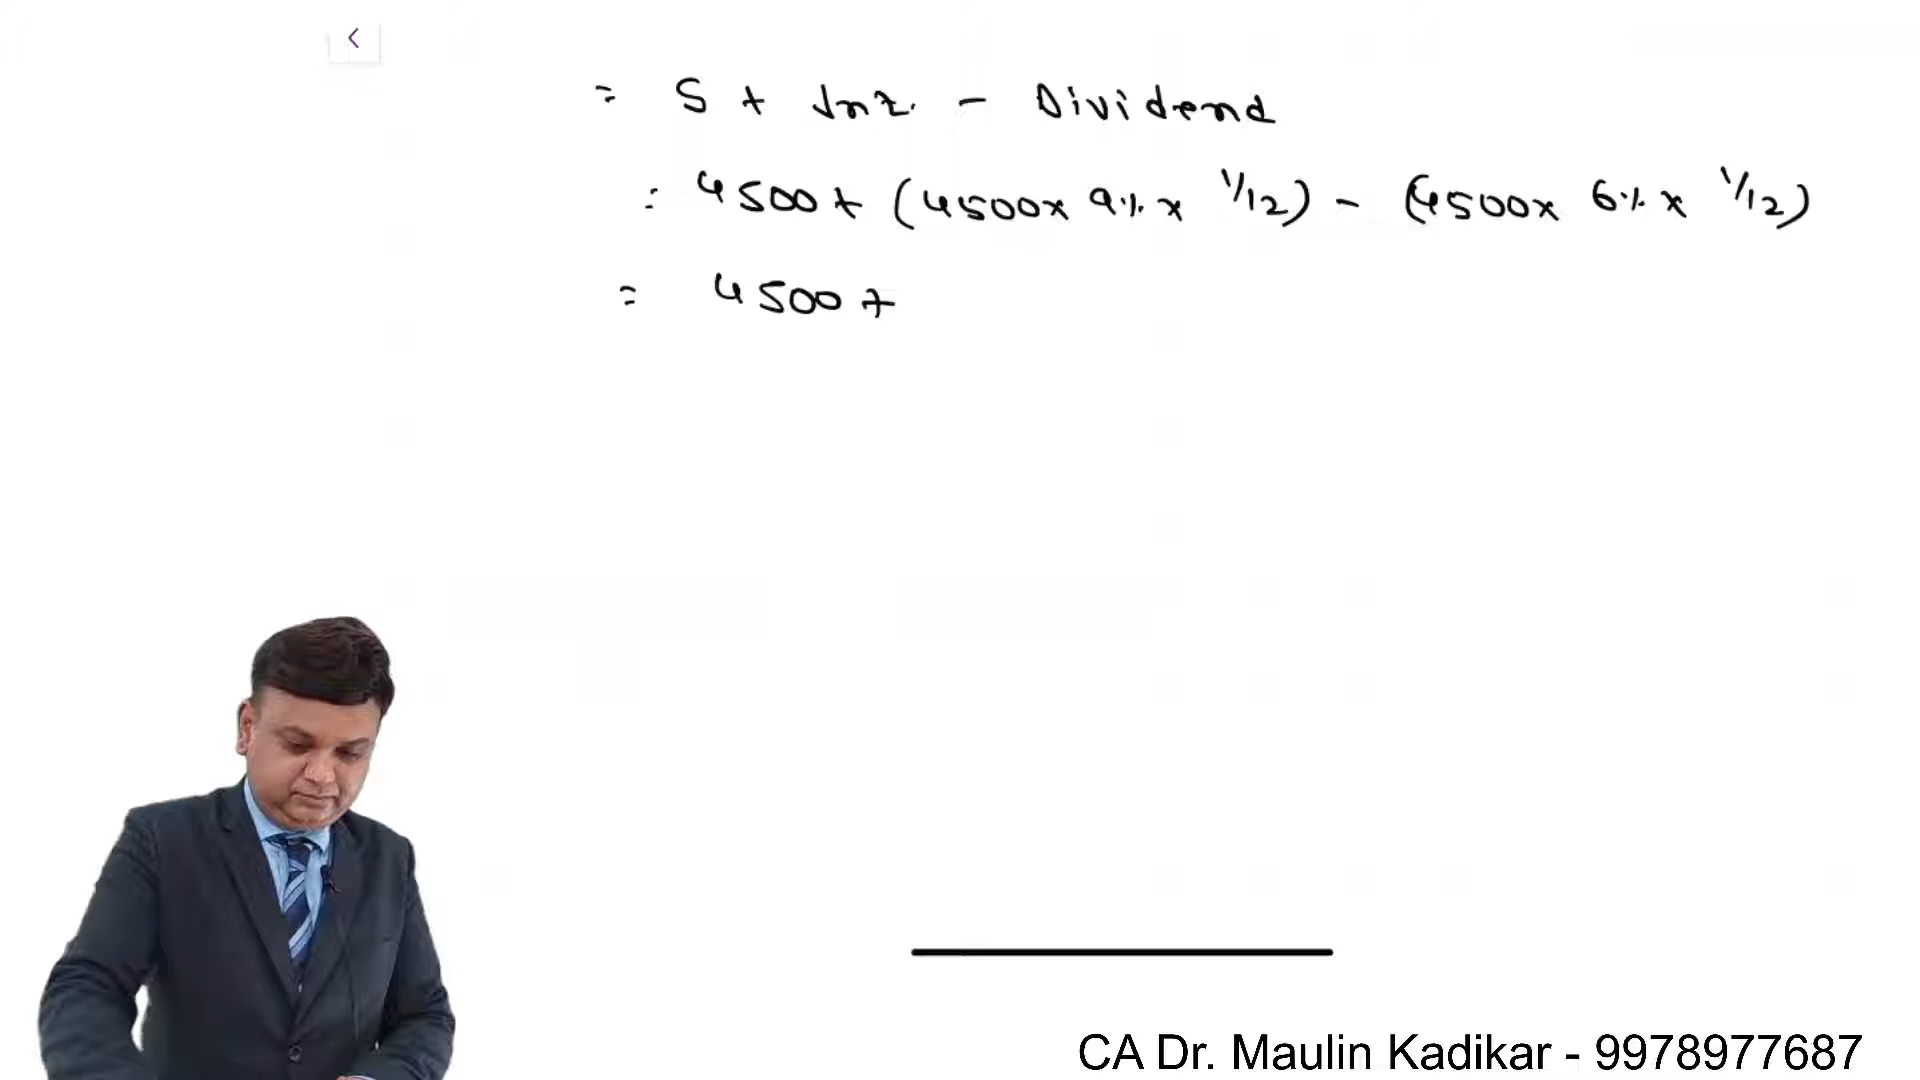 = S + Int. - Dividend
= 4500 + (4500 x 9% x 1/12) - (4500 x 6% x 1/12)
= 4500 +
CA Dr. Maulin Kadikar - 9978977687